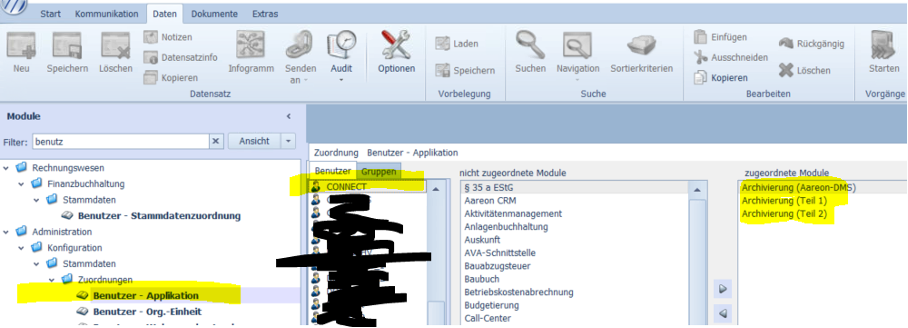 Start Kommunikation Daten Dokumente Extras
Neu Speichern Löschen
Notizen
Datensatzinfo
Kopieren
Infogramm Senden an Audit
Datensatz
Optionen
Laden
Speichern
Vorbelegung
Suchen Navigation Sortierkriterien
Suche
Einfügen
Ausschneiden
Kopieren
Rückgängig
Löschen
Bearbeiten
Starten
Vorgänge
Module
Filter: benutz Ansicht
Rechnungswesen
Finanzbuchhaltung
Stammdaten
Benutzer - Stammdatenzuordnung
Administration
Konfiguration
Stammdaten
Zuordnungen
Benutzer - Applikation
Benutzer - Org.-Einheit
Zuordnung Benutzer - Applikation
Benutzer Gruppen
CONNECT
nicht zugeordnete Module
§ 35 a EStG
Aareon CRM
Aktivitätenmanagement
Anlagenbuchhaltung
Auskunft
AVA-Schnittstelle
Bauabzugsteuer
Baubuch
Betriebskostenabrechnung
Budgetierung
Call-Center
zugeordnete Module
Archivierung (Aareon-DMS)
Archivierung (Teil 1)
Archivierung (Teil 2)